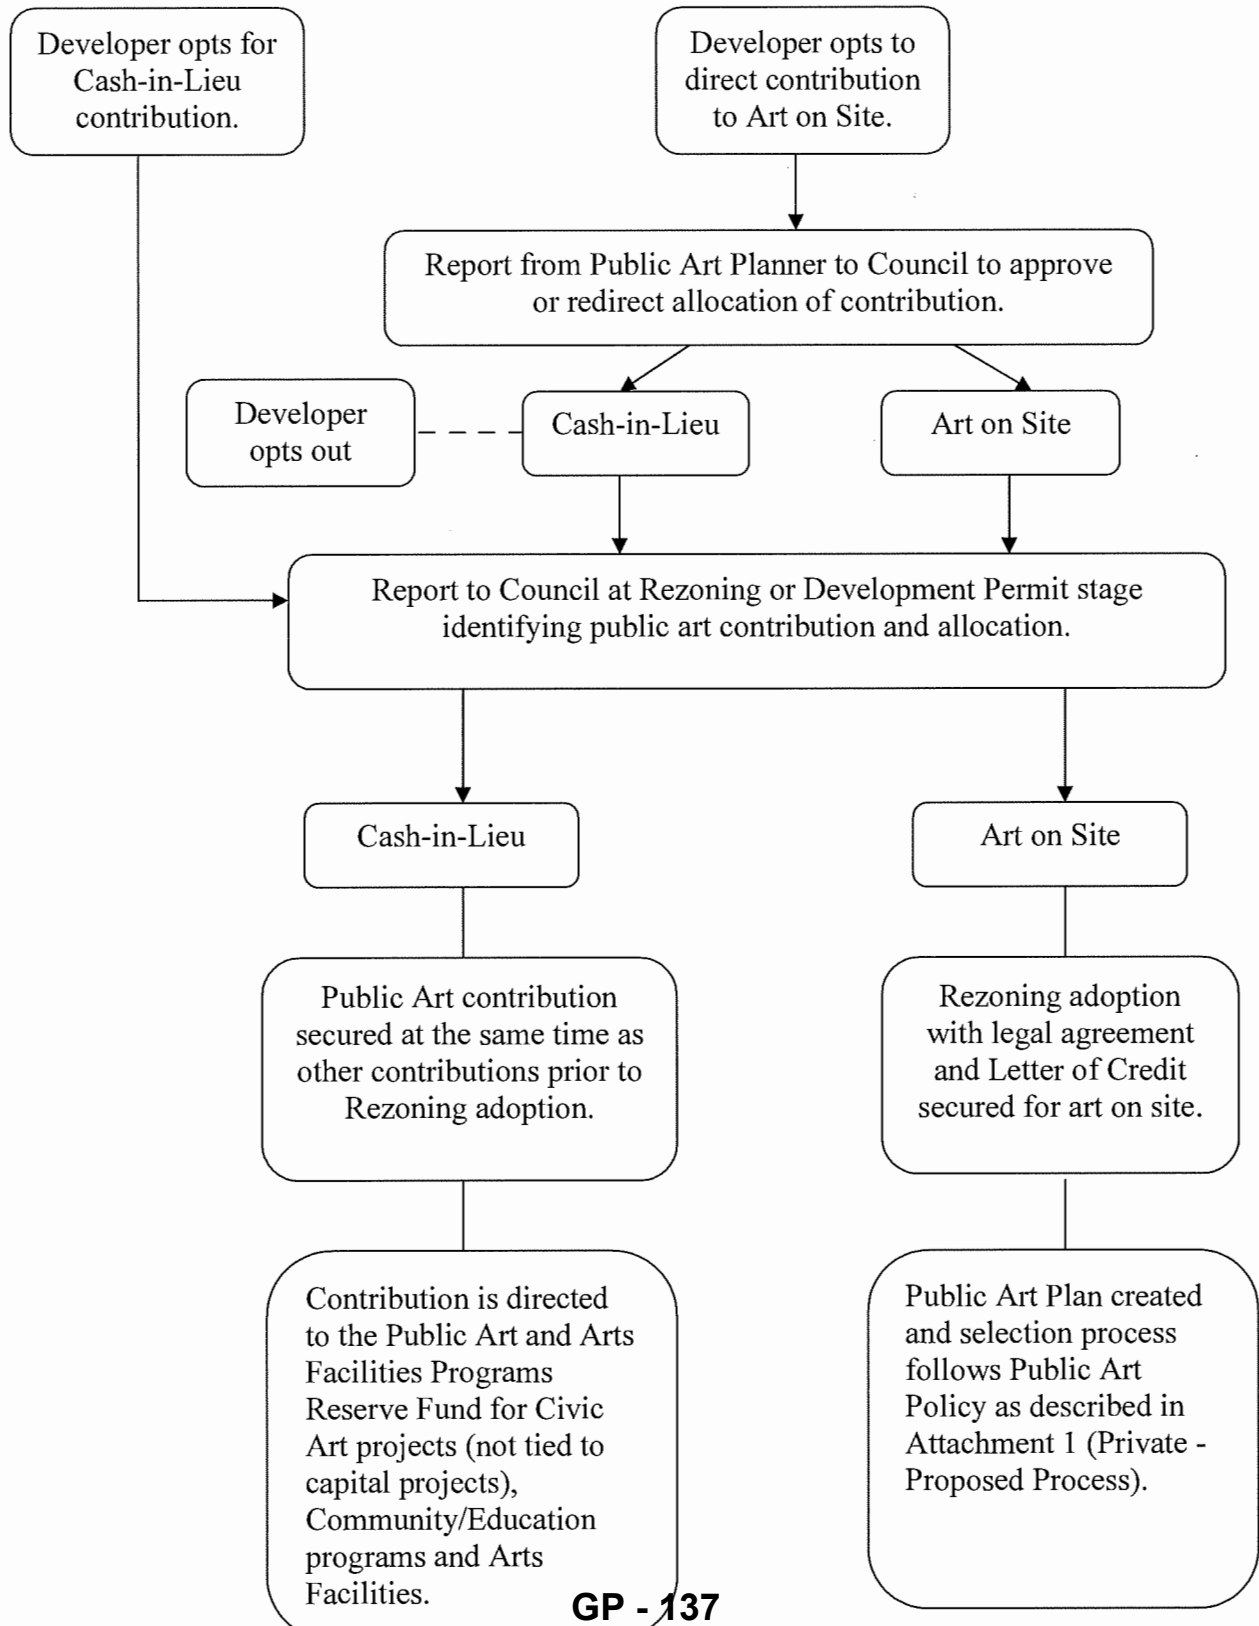 Developer opts for
Cash-in-Lieu
contribution.
Developer opts to
direct contribution
to Art on Site.
Report from Public Art Planner to Council to approve
or redirect allocation of contribution.
Developer
opts out
Cash-in-Lieu
Art on Site
Report to Council at Rezoning or Development Permit stage
identifying public art contribution and allocation.
Cash-in-Lieu
Art on Site
Public Art contribution
secured at the same time as
other contributions prior to
Rezoning adoption.
Rezoning adoption
with legal agreement
and Letter of Credit
secured for art on site.
Contribution is directed
to the Public Art and Arts
Facilities Programs
Reserve Fund for Civic
Art projects (not tied to
capital projects),
Community/Education
programs and Arts
Facilities.
Public Art Plan created
and selection process
follows Public Art
Policy as described in
Attachment 1 (Private -
Proposed Process).
GP - 137